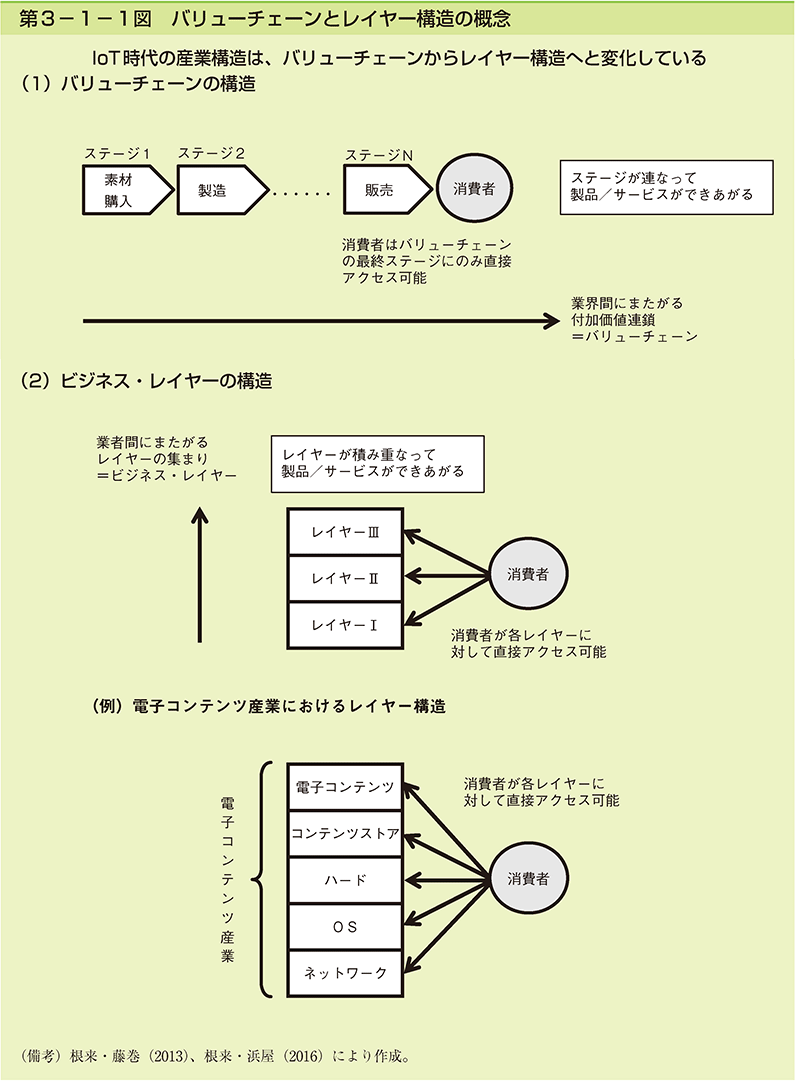 第３－１－１図　バリューチェーンとレイヤー構造の概念
IoT時代の産業構造は、バリューチェーンからレイヤー構造へと変化している
（1）バリューチェーンの構造
ステージ1
ステージ2
ステージN
素材
購入
製造
・・・・・・
販売
消費者
ステージが連なって
製品／サービスができあがる
消費者はバリューチェーン
の最終ステージにのみ直接
アクセス可能
業界間にまたがる
付加価値連鎖
＝バリューチェーン
（2）ビジネス・レイヤーの構造
業者間にまたがる
レイヤーの集まり
＝ビジネス・レイヤー
レイヤーが積み重なって
製品／サービスができあがる
レイヤーⅢ
レイヤーⅡ
レイヤーⅠ
消費者
消費者が各レイヤーに
対して直接アクセス可能
（例）電子コンテンツ産業におけるレイヤー構造
電子コンテンツ産業
電子コンテンツ
コンテンツストア
ハード
ＯＳ
ネットワーク
消費者が各レイヤーに
対して直接アクセス可能
消費者
（備考）根来・藤巻（2013）、根来・浜屋（2016）により作成。